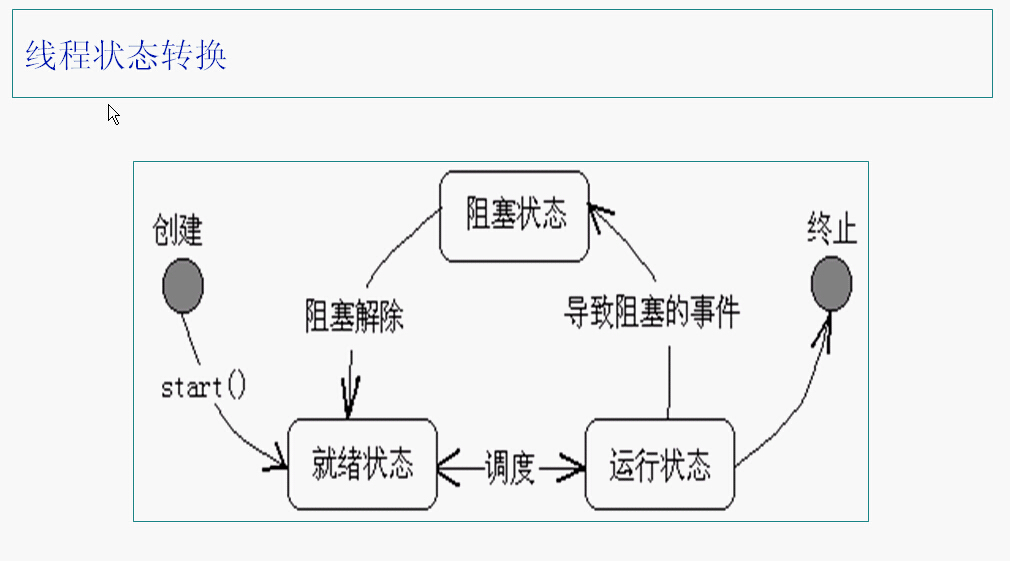 线程状态转换
阻塞状态
创建
终止
阻塞解除
导致阻塞的事件
start()
就绪状态
调度
运行状态